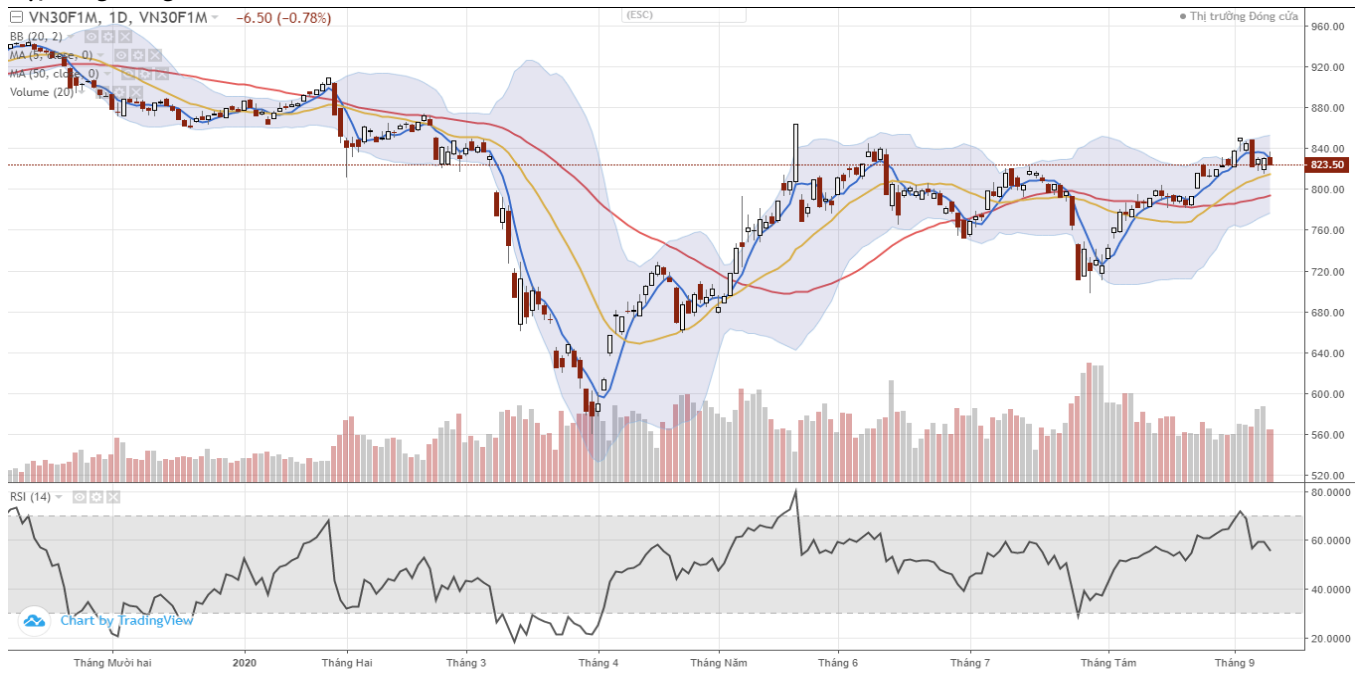 VN30F1M, 1D, VN30F1M −6.50 (−0.78%)
(ESC)
Thị trường Đóng cửa
BB (20, 2)
MA (5, close, 0)
MA (50, close, 0)
Volume (20)
960.00
920.00
880.00
840.00
823.50
800.00
760.00
720.00
680.00
640.00
600.00
560.00
520.00
RSI (14)
80.0000
60.0000
40.0000
20.0000
Chart by TradingView
Tháng Mười hai 2020 Tháng Hai Tháng 3 Tháng 4 Tháng Năm Tháng 6 Tháng 7 Tháng Tám Tháng 9